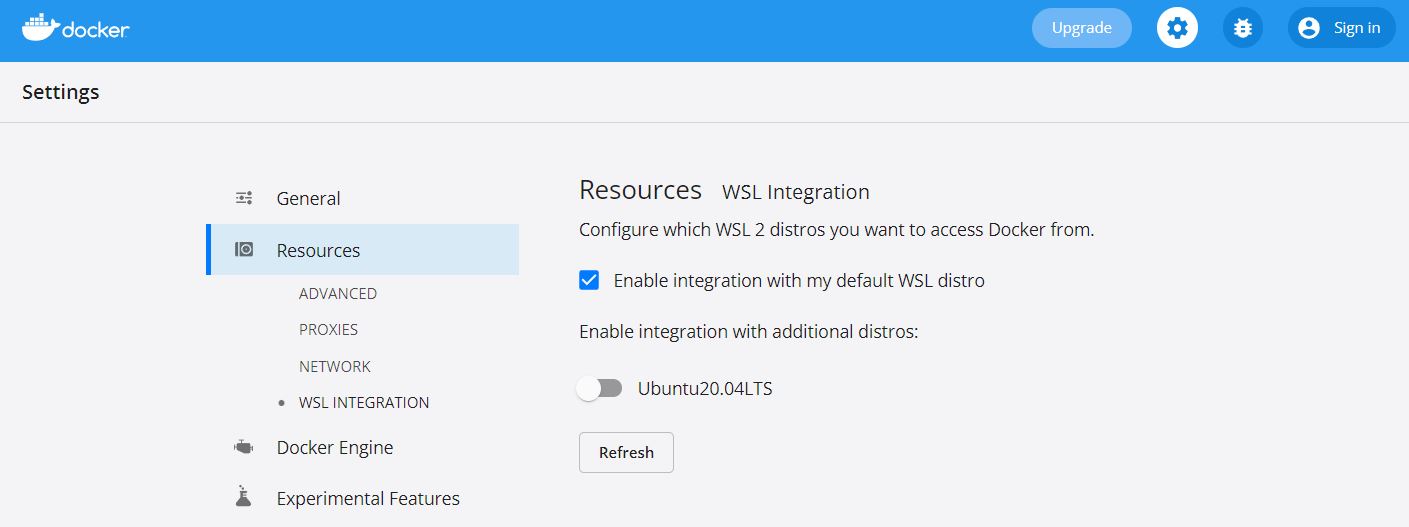 docker
Upgrade
Sign in
Settings
General
Resources
ADVANCED
PROXIES
NETWORK
WSL INTEGRATION
Docker Engine
Experimental Features
Resources WSL Integration
Configure which WSL 2 distros you want to access Docker from.
Enable integration with my default WSL distro
Enable integration with additional distros:
Ubuntu20.04LTS
Refresh